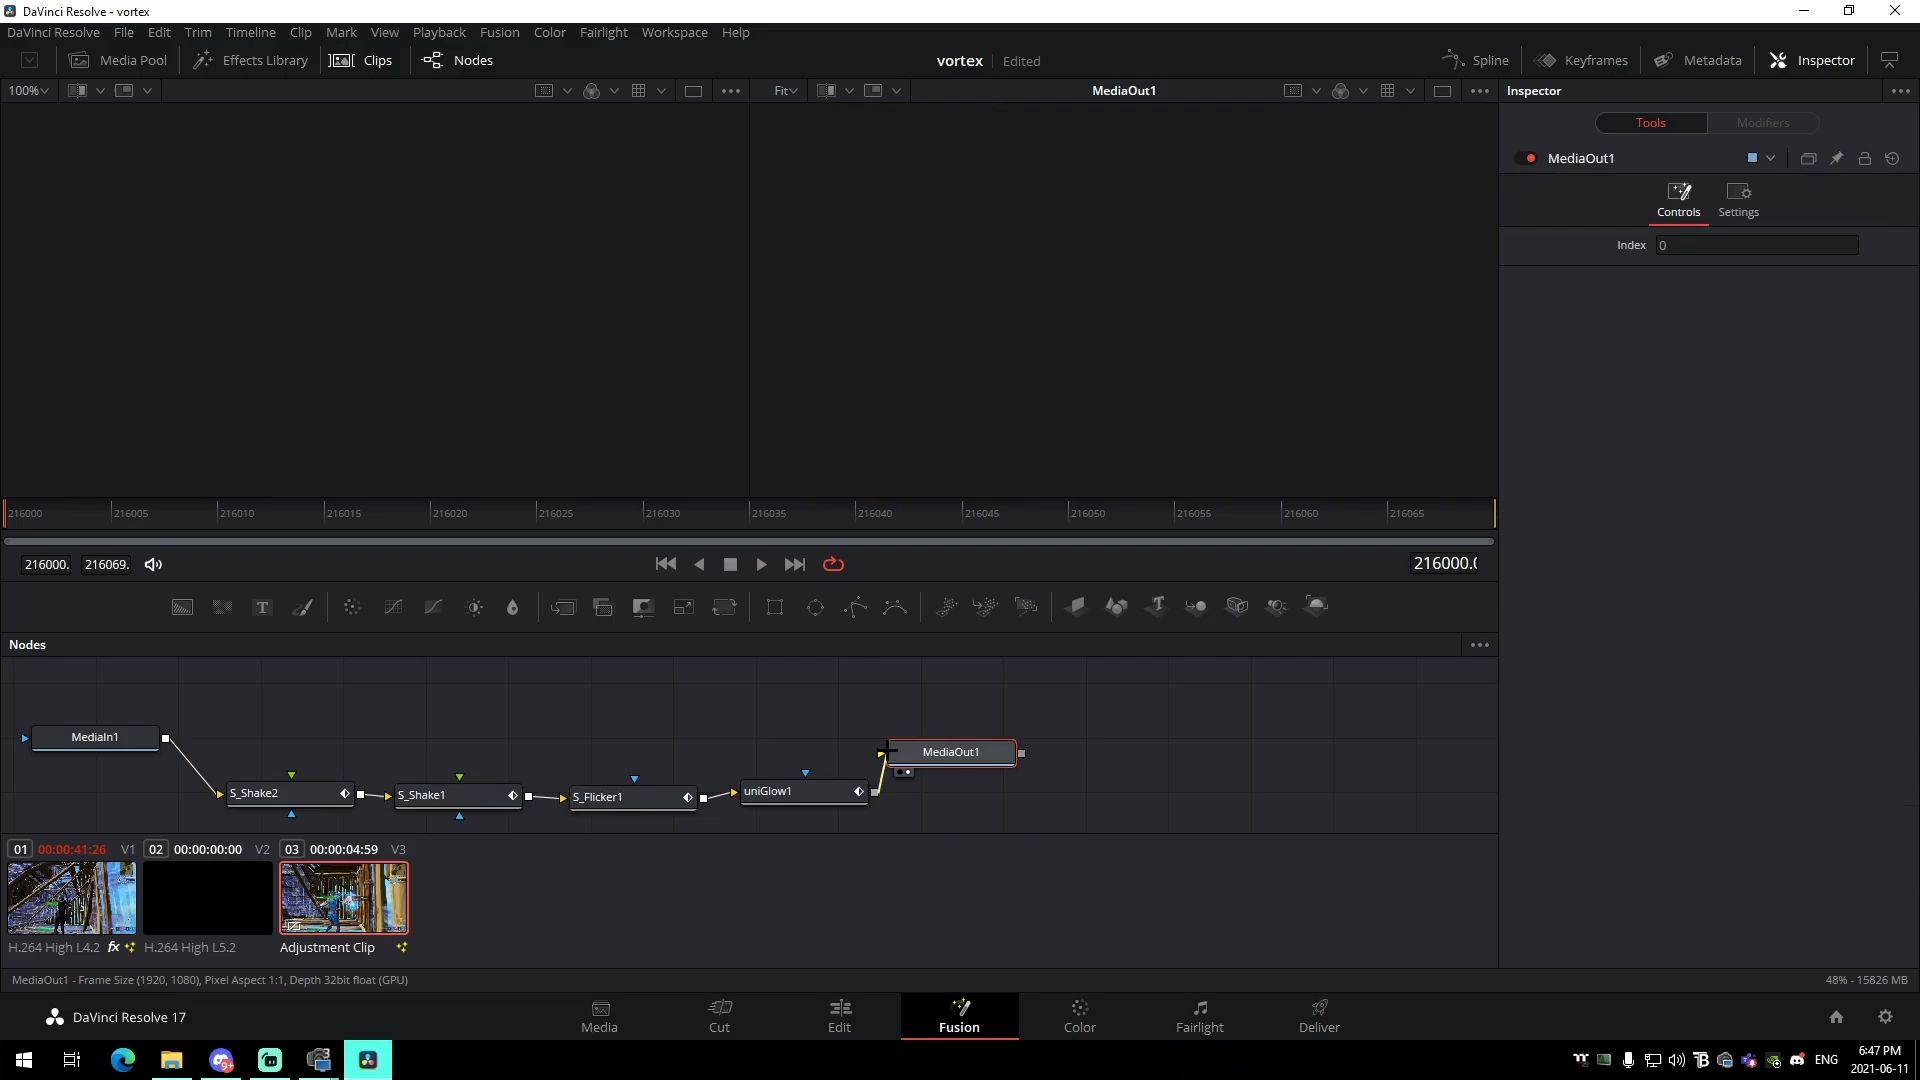 DaVinci Resolve - vortex
DaVinci Resolve File Edit Trim Timeline Clip Mark View Playback Fusion Color Fairlight Workspace Help
Media Pool Effects Library Clips Nodes vortex Edited Spline Keyframes Metadata Inspector
100% Fit MediaOut1 Inspector
Tools Modifiers
MediaOut1
Controls Settings
Index 0
216000 216005 216010 216015 216020 216025 216030 216035 216040 216045 216050 216055 216060 216065
216000. 216069. 216000.0
T
Nodes
MediaIn1 MediaOut1
S_Shake2 S_Shake1 S_Flicker1 uniGlow1
01 00:00:41:26 V1 02 00:00:00:00 V2 03 00:00:04:59 V3
H.264 High L4.2 fx H.264 High L5.2 Adjustment Clip
MediaOut1 - Frame Size (1920, 1080), Pixel Aspect 1:1, Depth 32bit float (GPU) 48% - 15826 MB
DaVinci Resolve 17 Media Cut Edit Fusion Color Fairlight Deliver
9+ 3 ENG 6:47 PM
2021-06-11